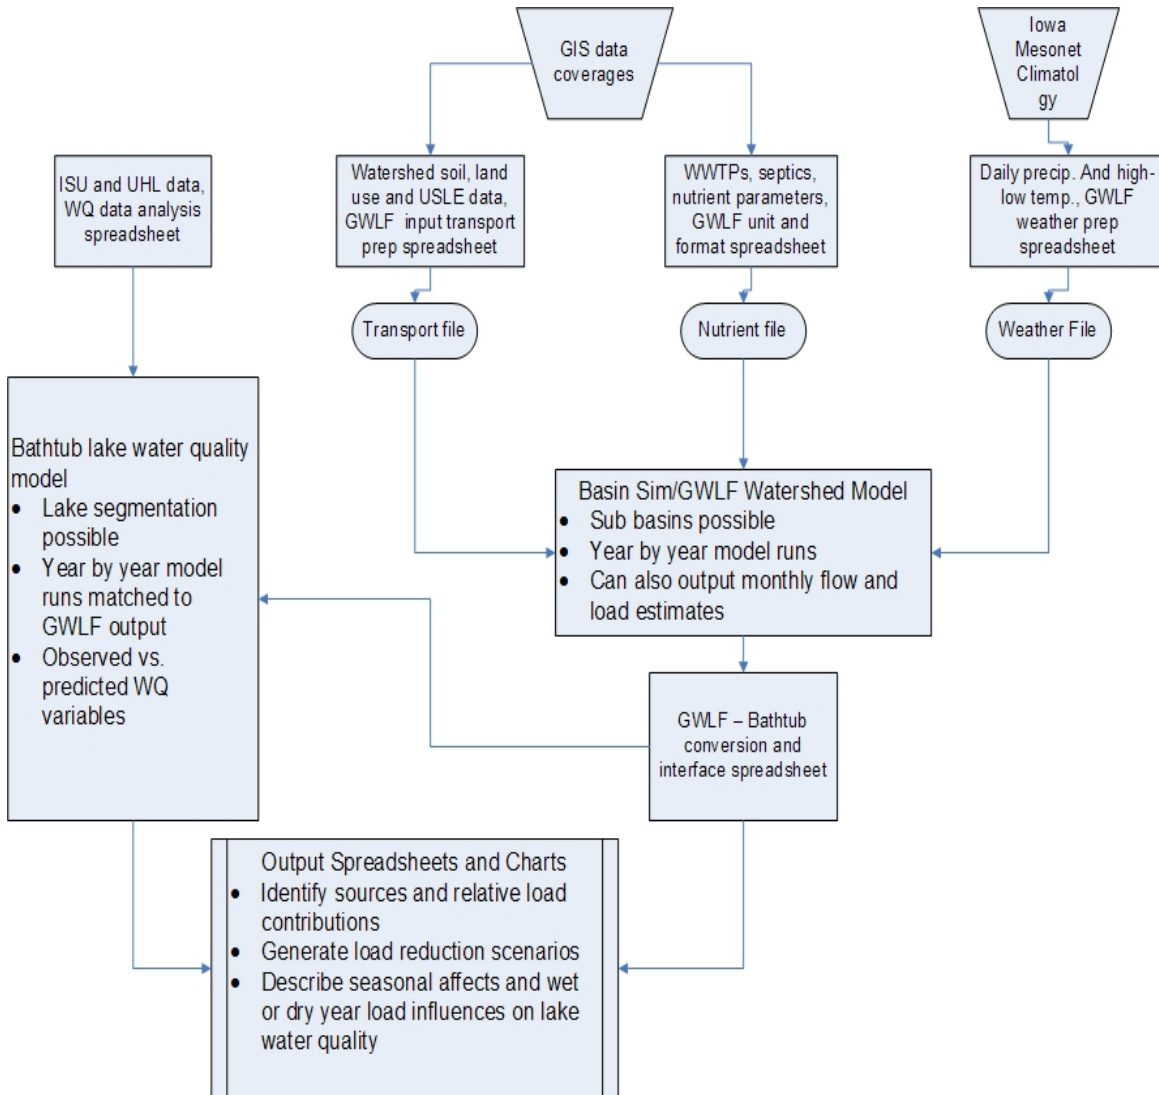 GIS data
coverages
Iowa
Mesonet
Climatol
gy
ISU and UHL data,
WQ data analysis
spreadsheet
Watershed soil, land
use and USLE data,
GWLF input transport
prep spreadsheet
WWTPs, septics,
nutrient parameters,
GWLF unit and
format spreadsheet
Daily precip. And high-
low temp., GWLF
weather prep
spreadsheet
Transport file
Nutrient file
Weather File
Bathtub lake water quality
model
• Lake segmentation
possible
• Year by year model
runs matched to
GWLF output
• Observed vs.
predicted WQ
variables
Basin Sim/GWLF Watershed Model
• Sub basins possible
• Year by year model runs
• Can also output monthly flow and
load estimates
GWLF – Bathtub
conversion and
interface spreadsheet
Output Spreadsheets and Charts
• Identify sources and relative load
contributions
• Generate load reduction scenarios
• Describe seasonal affects and wet
or dry year load influences on lake
water quality